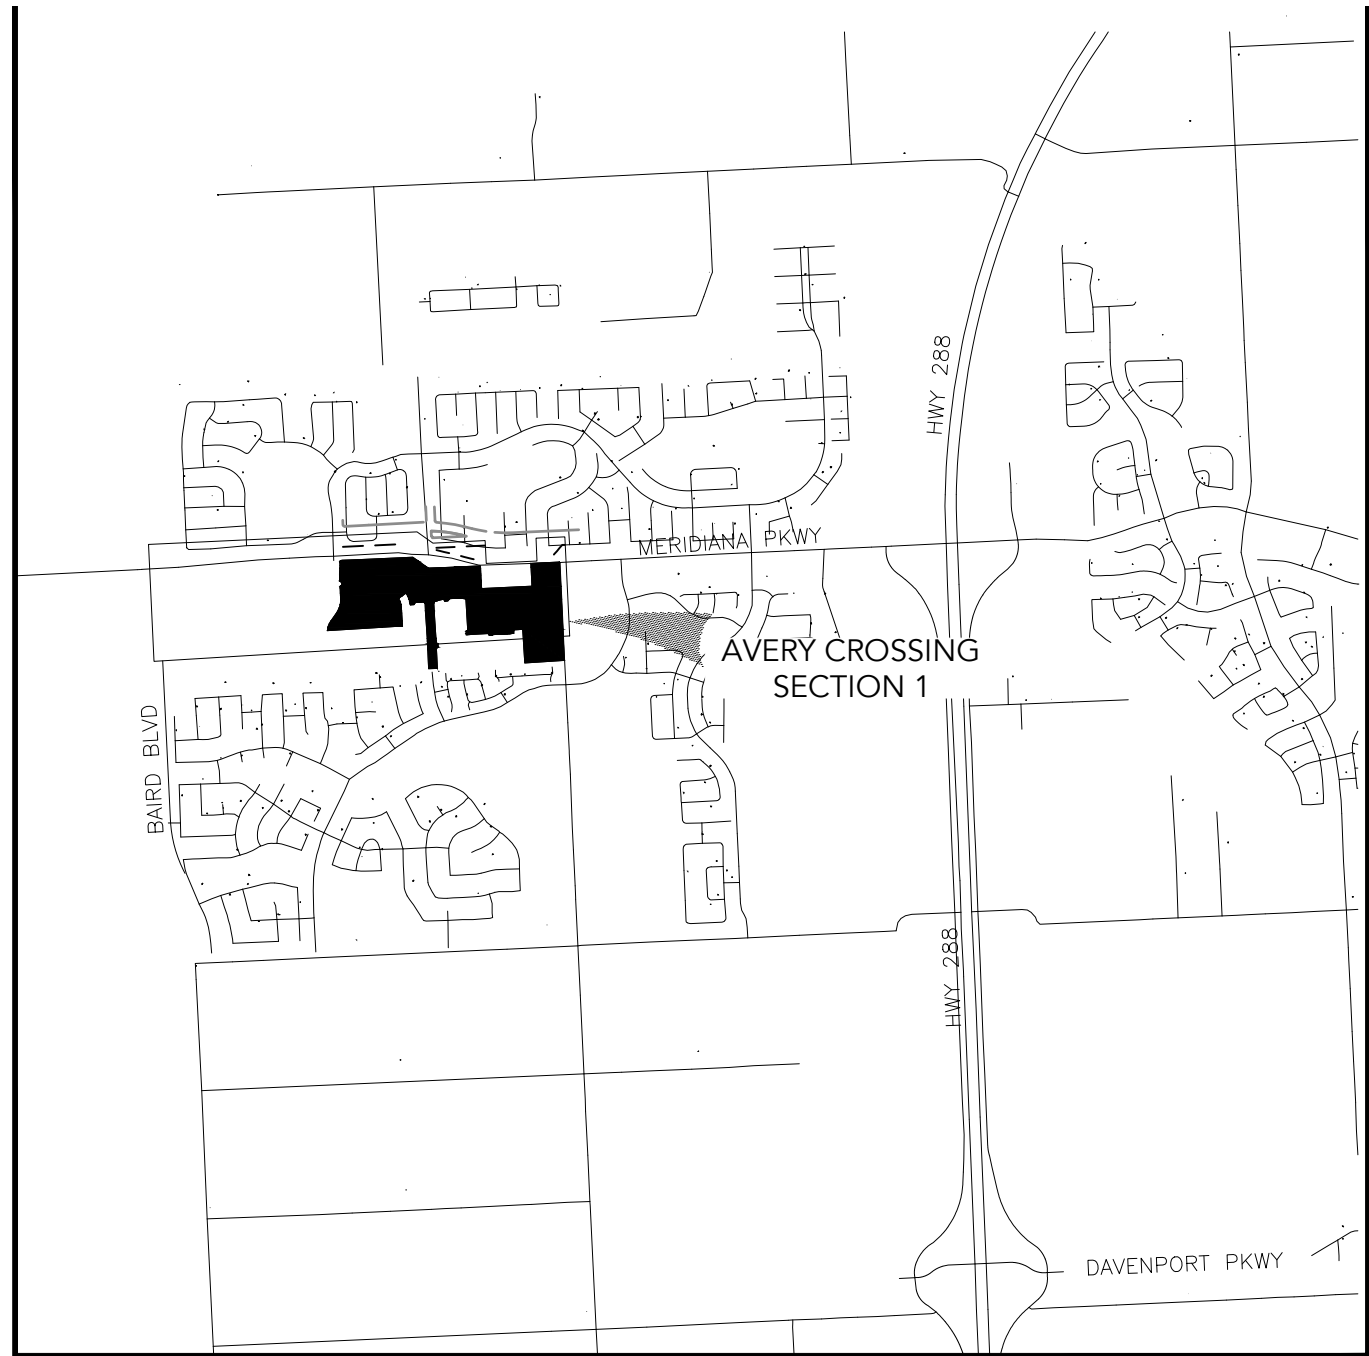 HWY 288
MERIDIANA PKWY
AVERY CROSSING
SECTION 1
BAIRD BLVD
HWY 288
DAVENPORT PKWY